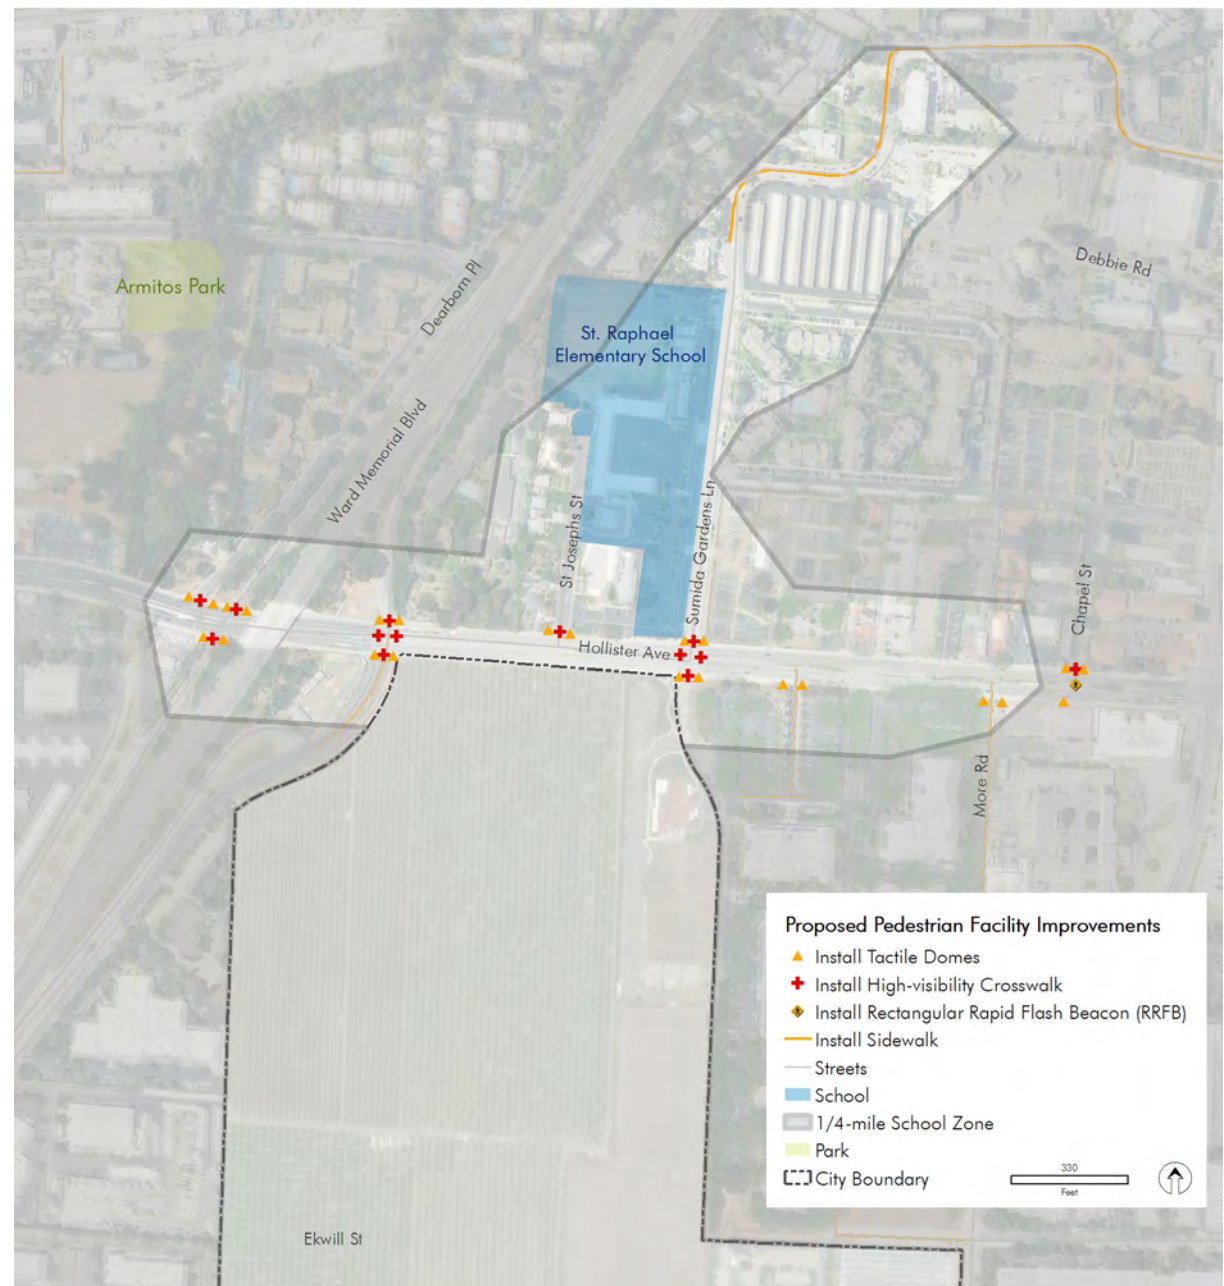 Debbie Rd
Armitos Park
Dearborn Pl
St. Raphael
Elementary School
Ward Memorial Blvd
St Josephs St
Sumida Gardens Ln
Chapel St
Hollister Ave
More Rd
Proposed Pedestrian Facility Improvements
Install Tactile Domes
Install High-visibility Crosswalk
Install Rectangular Rapid Flash Beacon (RRFB)
Install Sidewalk
Streets
School
1/4-mile School Zone
Park
City Boundary
330
Feet
Ekwill St